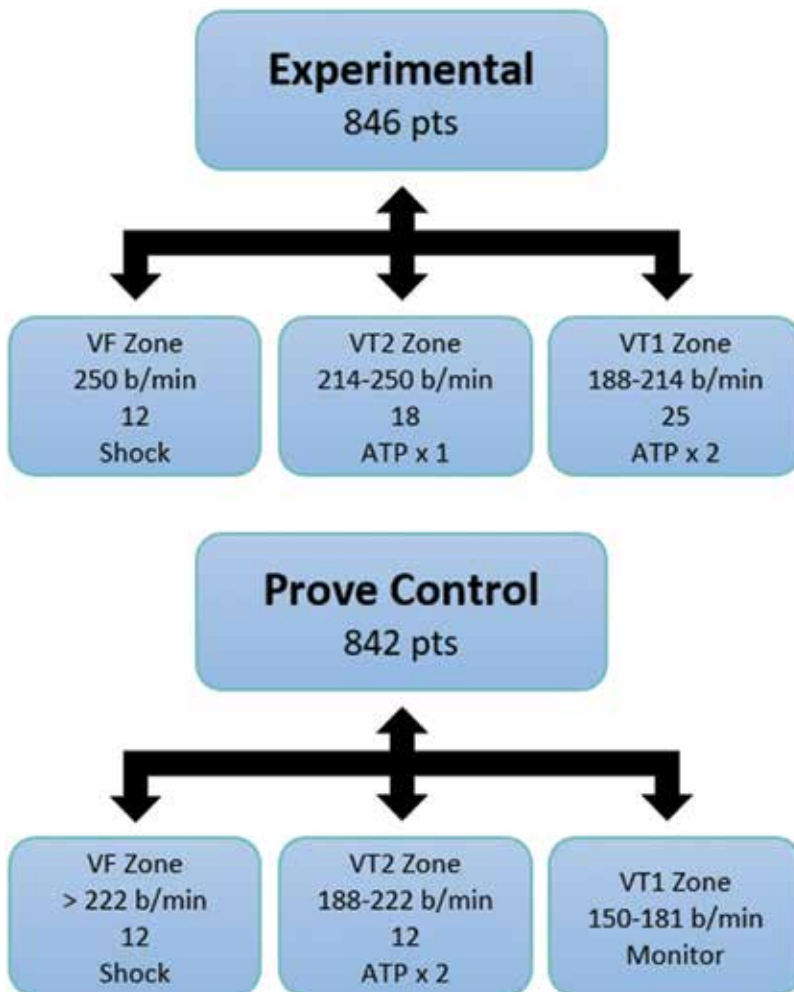 Experimental
846 pts
VF Zone
250 b/min
12
Shock
VT2 Zone
214-250 b/min
18
ATP x 1
VT1 Zone
188-214 b/min
25
ATP x 2
Prove Control
842 pts
VF Zone
> 222 b/min
12
Shock
VT2 Zone
188-222 b/min
12
ATP x 2
VT1 Zone
150-181 b/min
Monitor